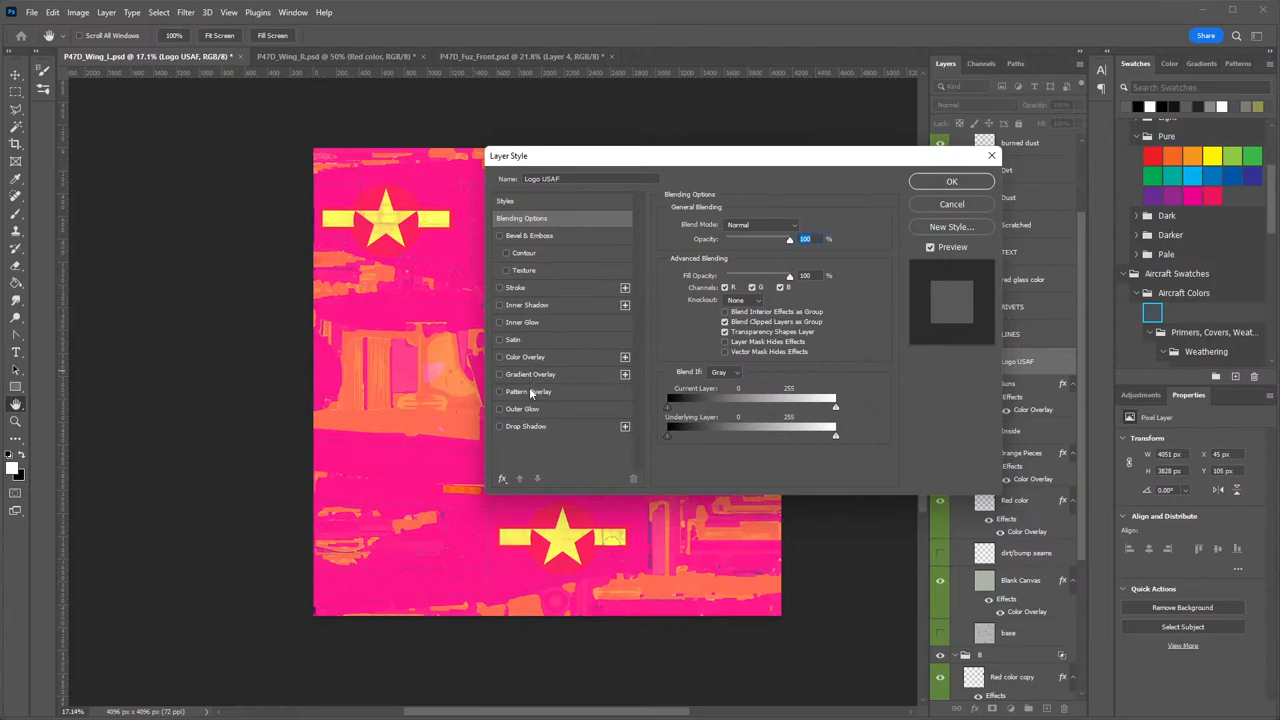 Ps File Edit Image Layer Type Select Filter 3D View Plugins Window Help
Scroll All Windows 100% Fit Screen Fill Screen Share
P47D_Wing_L.psd @ 17.1% (Logo USAF, RGB/8) * × P47D_Wing_R.psd @ 50% (Red color, RGB/8) * × P47D_Fuz_Front.psd @ 21.8% (Layer 4, RGB/8) * ×
Layers Channels Paths
Swatches Color Gradients Patterns
Kind
Search Swatches
Normal Opacity: 100%
Lock: Fill: 100%
Light
Pure
Dark
Darker
Pale
Aircraft Swatches
Aircraft Colors
Primers, Covers, Weat...
Weathering
burned dust
Dirt
Dust
TEXT
red glass color
RIVETS
LINES
Logo USAF
Guns
Effects
Color Overlay
Inside
Orange Pieces
Effects
Color Overlay
Red color
Effects
Color Overlay
dirt/bump seams
Blank Canvas
Effects
Color Overlay
base
B
Red color copy
Effects
Layer Style
Name: Logo USAF
Styles
Blending Options
Bevel & Emboss
Contour
Texture
Stroke
Inner Shadow
Inner Glow
Satin
Color Overlay
Gradient Overlay
Pattern Overlay
Outer Glow
Drop Shadow
fx
Blending Options
General Blending
Blend Mode: Normal
Opacity: 100 %
Advanced Blending
Fill Opacity: 100 %
Channels: R G B
Knockout: None
Blend Interior Effects as Group
Blend Clipped Layers as Group
Transparency Shapes Layer
Layer Mask Hides Effects
Vector Mask Hides Effects
Blend If: Gray
Current Layer: 0 255
Underlying Layer: 0 255
OK
Cancel
New Style...
Preview
Adjustments Properties
Pixel Layer
Transform
W 4051 px X 45 px
H 3828 px Y 105 px
0.00°
Align and Distribute
Align:
Quick Actions
Remove Background
Select Subject
View More
17.14% 4096 px x 4096 px (72 ppi)